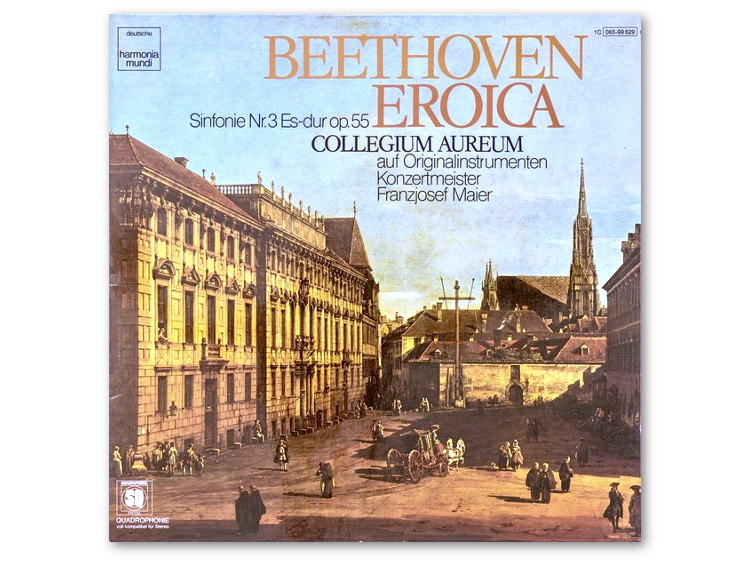 deutsche
harmonia
mundi
1C 065-99 629
BEETHOVEN
Sinfonie Nr.3 Es-dur op.55 EROICA
COLLEGIUM AUREUM
auf Originalinstrumenten
Konzertmeister
Franzjosef Maier
SQ
QUADROPHONIE
voll kompatibel für Stereo